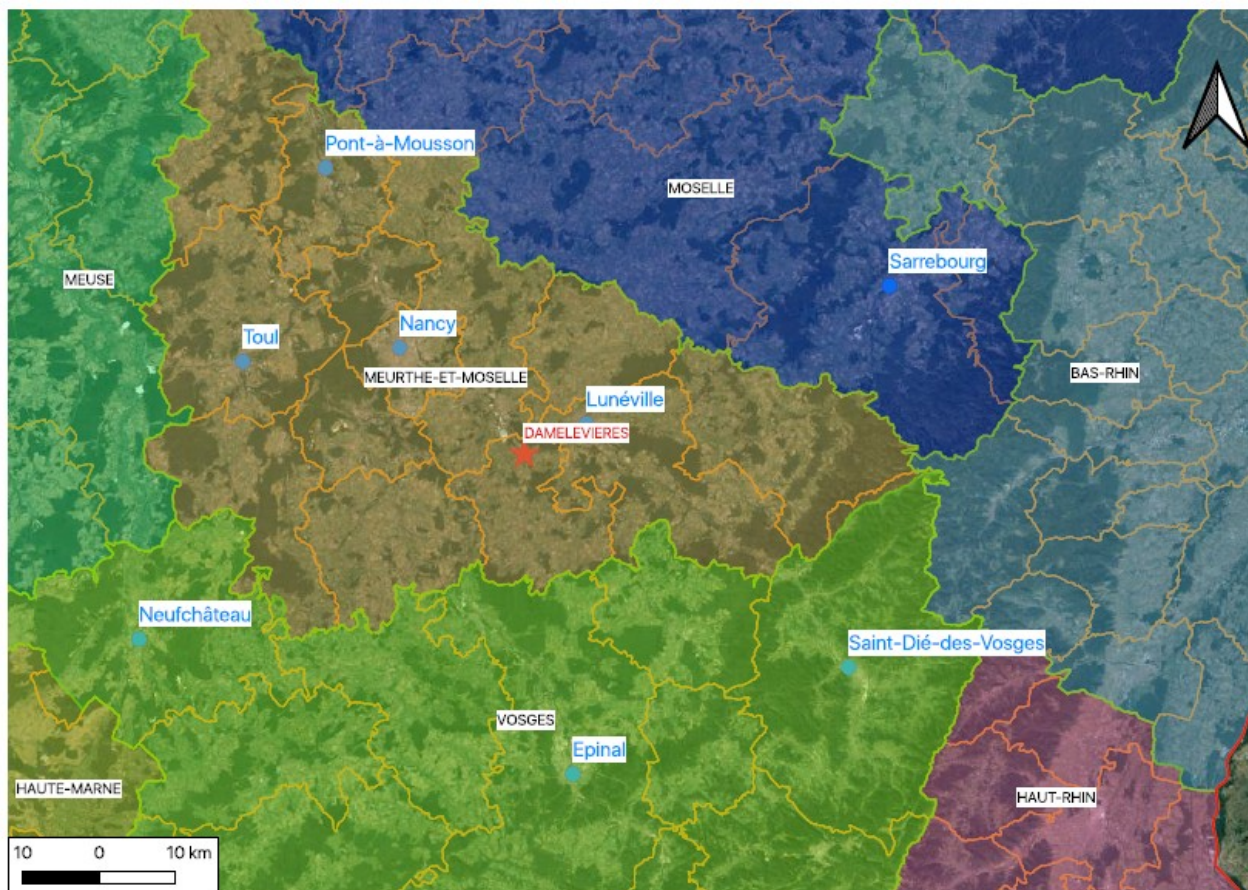 Pont-à-Mousson
MOSELLE
Sarrebourg
MEUSE
Toul
Nancy
MEURTHE-ET-MOSELLE
BAS-RHIN
Lunéville
DAMELEVIERES
Neufchâteau
Saint-Dié-des-Vosges
VOSGES
Epinal
HAUTE-MARNE
HAUT-RHIN
10 0 10 km